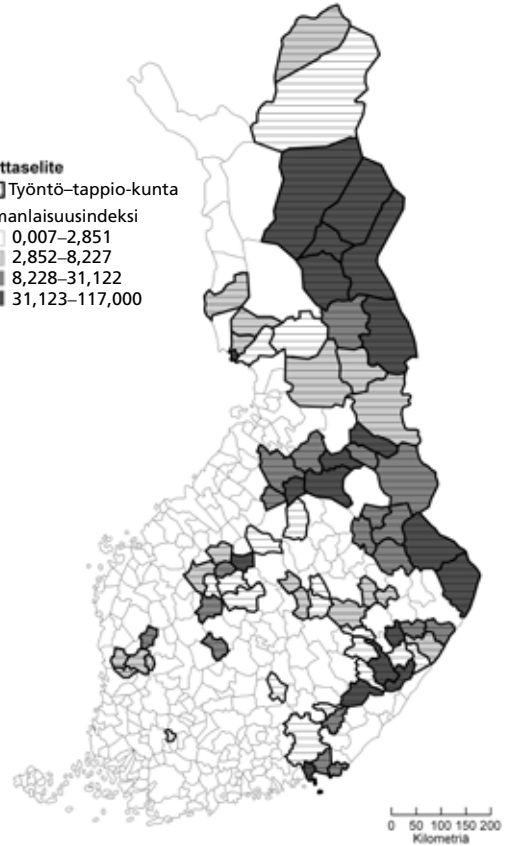 ttaselite
Työntö–tappio-kunta
manlaisuusindeksi
0,007–2,851
2,852–8,227
8,228–31,122
31,123–117,000
0 50 100 150 200
Kilometriä